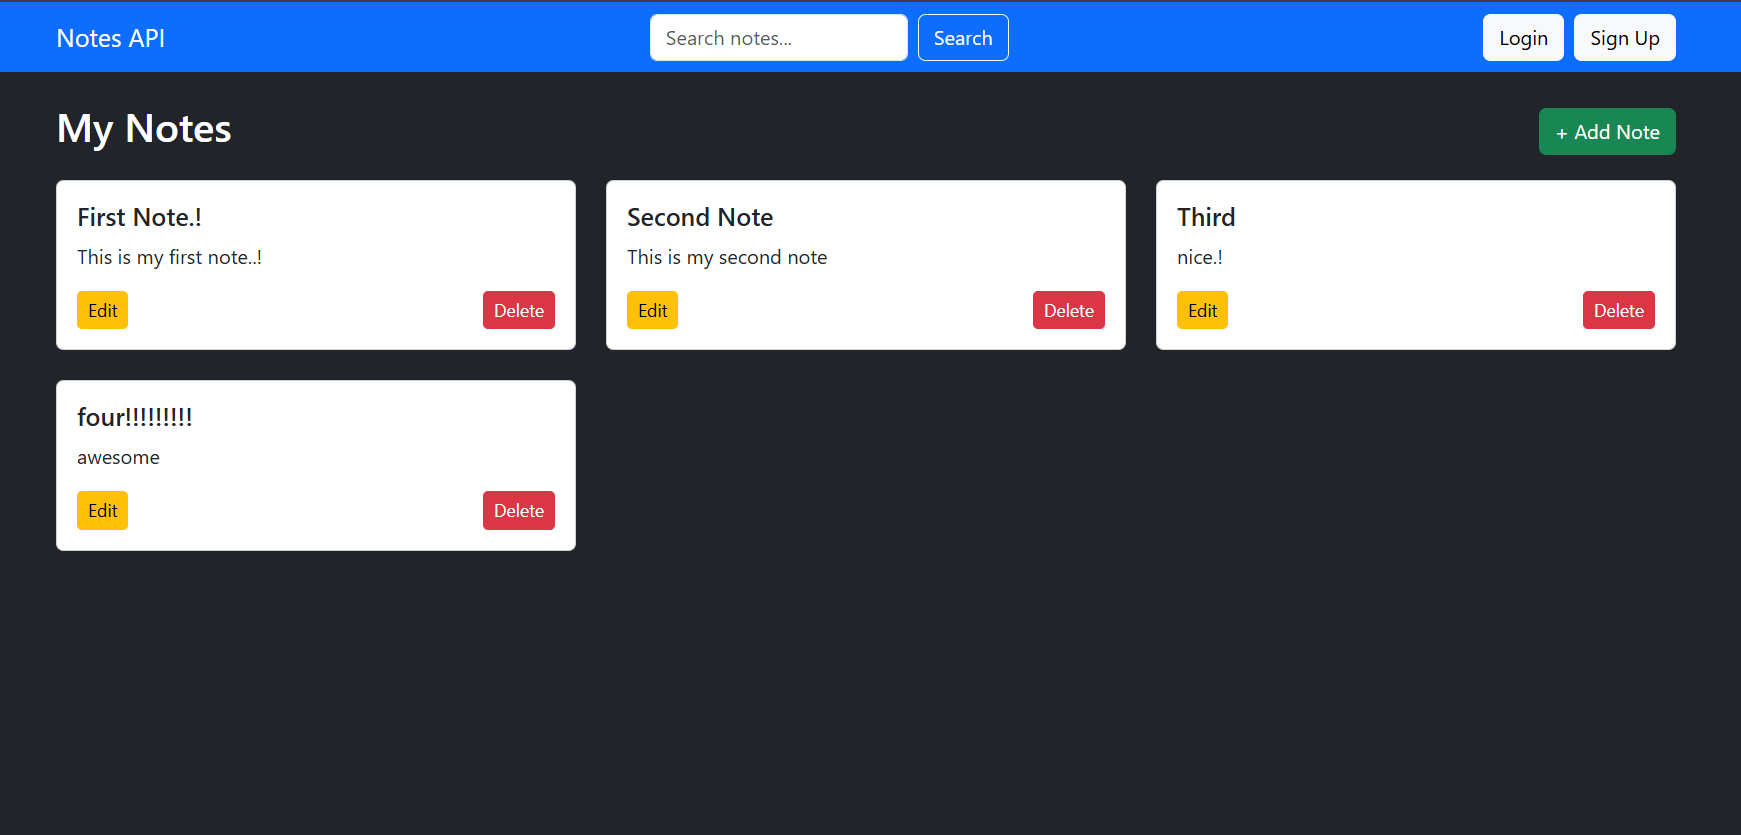 Notes API Search notes... Search Login Sign Up
My Notes + Add Note
First Note.!
This is my first note..!
Edit Delete
Second Note
This is my second note
Edit Delete
Third
nice.!
Edit Delete
four!!!!!!!!!
awesome
Edit Delete